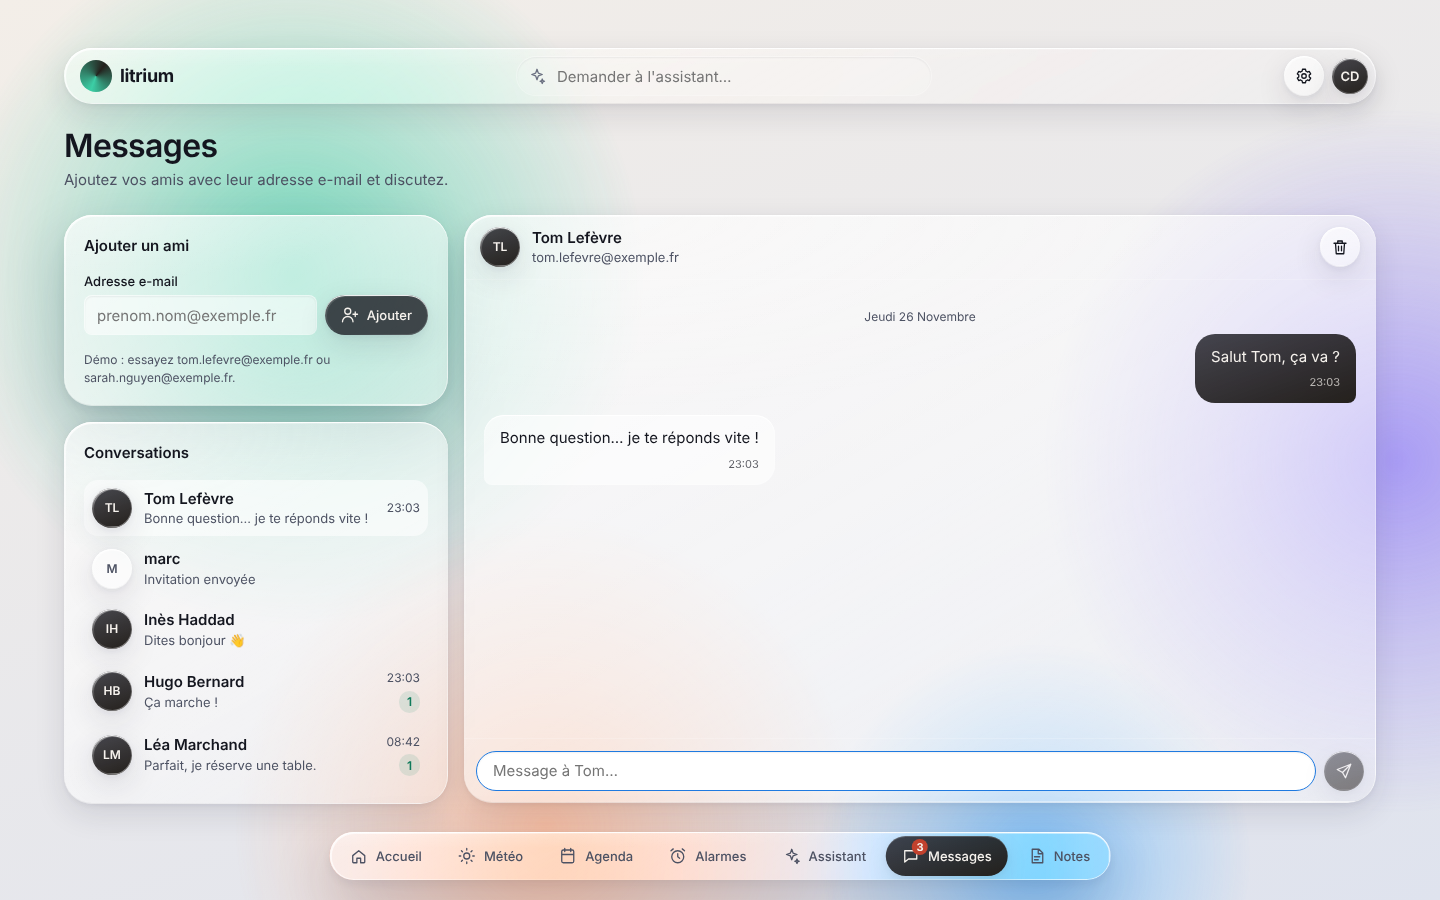 litrium
Demander à l'assistant...
CD
Messages
Ajoutez vos amis avec leur adresse e-mail et discutez.
Ajouter un ami
Adresse e-mail
prenom.nom@exemple.fr
Ajouter
Démo : essayez tom.lefevre@exemple.fr ou
sarah.nguyen@exemple.fr.
Conversations
TL
Tom Lefèvre
23:03
Bonne question... je te réponds vite !
M
marc
Invitation envoyée
IH
Inès Haddad
Dites bonjour 👋
HB
Hugo Bernard
23:03
Ça marche !
1
LM
Léa Marchand
08:42
Parfait, je réserve une table.
1
TL
Tom Lefèvre
tom.lefevre@exemple.fr
Jeudi 26 Novembre
Salut Tom, ça va ?
23:03
Bonne question... je te réponds vite !
23:03
Message à Tom...
Accueil
Météo
Agenda
Alarmes
Assistant
3
Messages
Notes